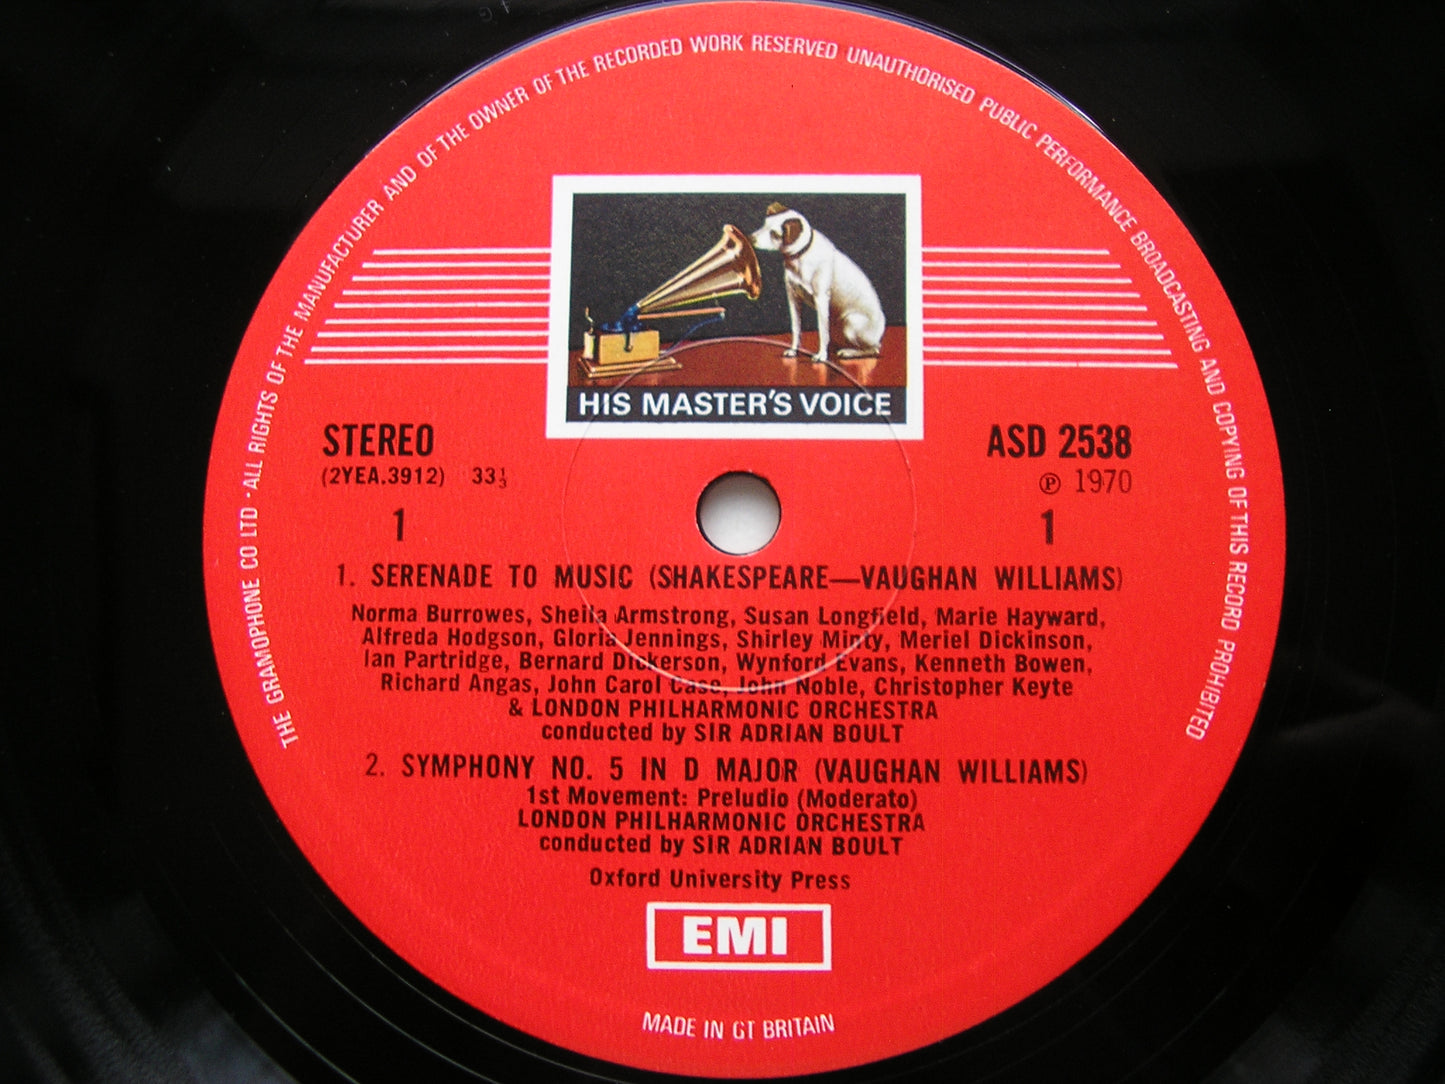 THE GRAMOPHONE CO LTD · ALL RIGHTS OF THE MANUFACTURER AND OF THE OWNER OF THE RECORDED WORK RESERVED UNAUTHORISED PUBLIC PERFORMANCE BROADCASTING AND COPYING OF THIS RECORD PROHIBITED
HIS MASTER'S VOICE
STEREO ASD 2538
(2YEA.3912) 33⅓ ℗ 1970
1 1
1. SERENADE TO MUSIC (SHAKESPEARE—VAUGHAN WILLIAMS)
Norma Burrowes, Sheila Armstrong, Susan Longfield, Marie Hayward,
Alfreda Hodgson, Gloria Jennings, Shirley Minty, Meriel Dickinson,
Ian Partridge, Bernard Dickerson, Wynford Evans, Kenneth Bowen,
Richard Angas, John Carol Case, John Noble, Christopher Keyte
& LONDON PHILHARMONIC ORCHESTRA
conducted by SIR ADRIAN BOULT
2. SYMPHONY NO. 5 IN D MAJOR (VAUGHAN WILLIAMS)
1st Movement: Preludio (Moderato)
LONDON PHILHARMONIC ORCHESTRA
conducted by SIR ADRIAN BOULT
Oxford University Press
EMI
MADE IN GT BRITAIN